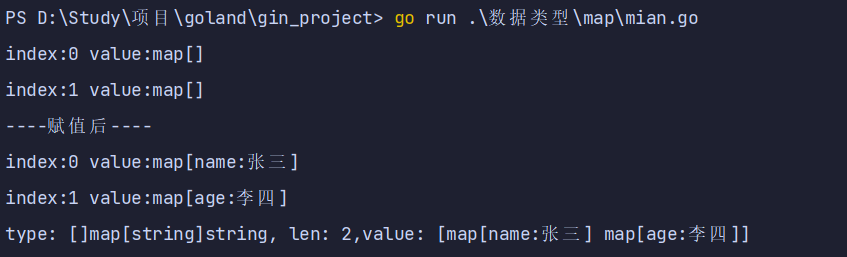 PS D:\Study\项目\goland\gin_project> go run .\数据类型\map\mian.go
index:0 value:map[]
index:1 value:map[]
----赋值后----
index:0 value:map[name:张三]
index:1 value:map[age:李四]
type: []map[string]string, len: 2,value: [map[name:张三] map[age:李四]]